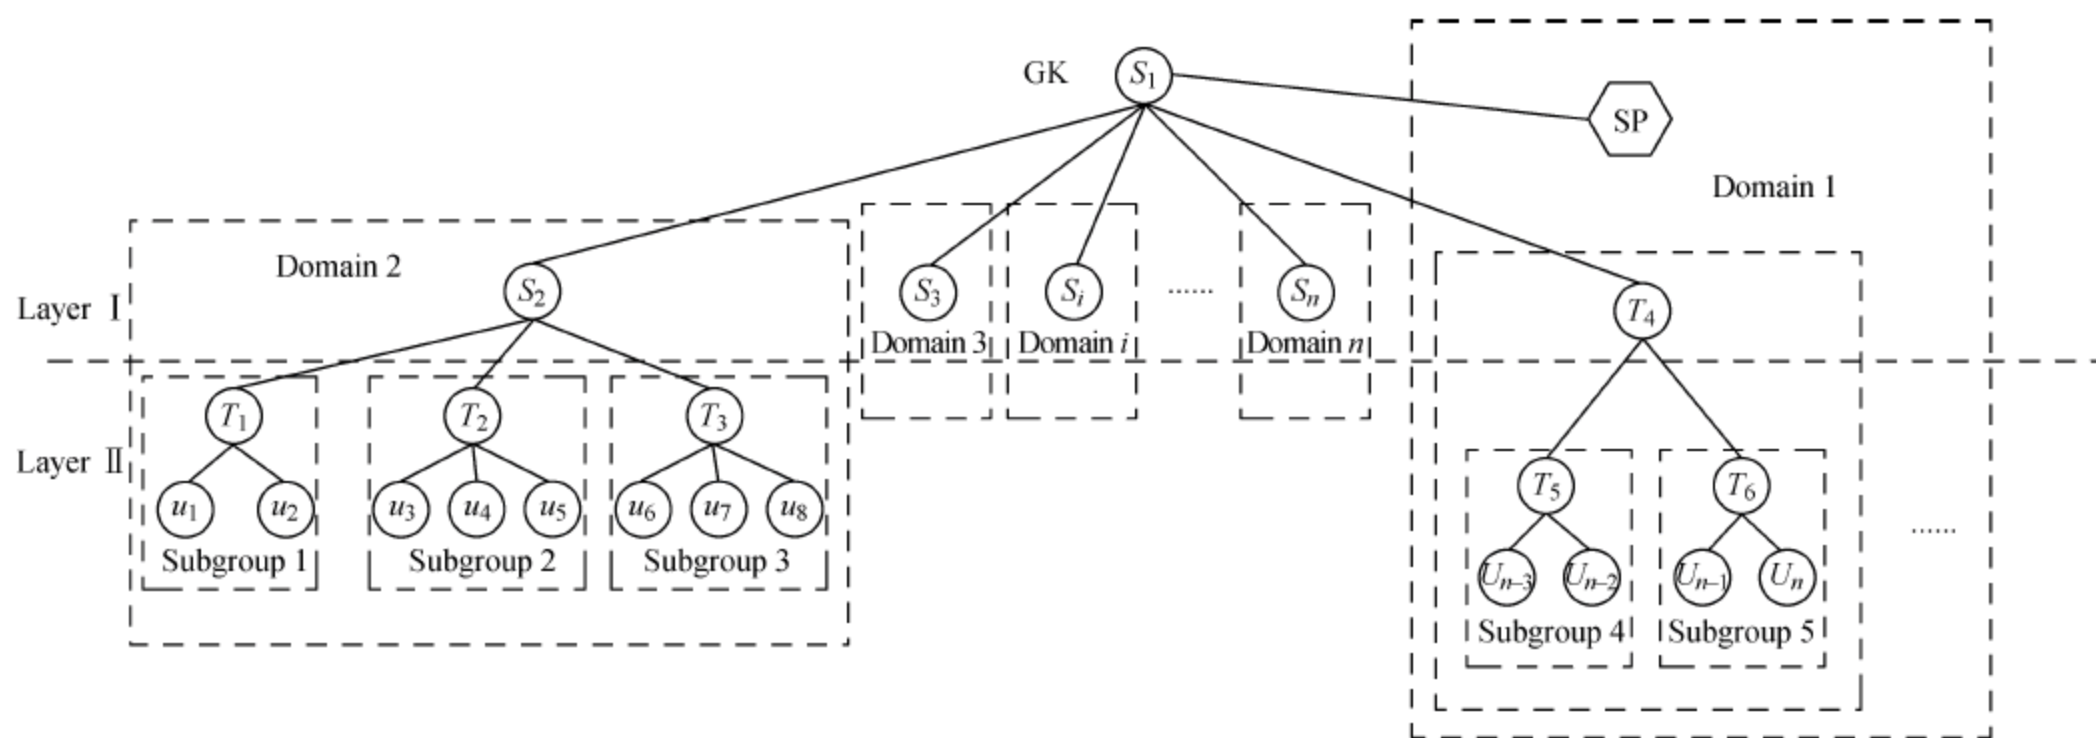 GK
S1
SP
Domain 1
Domain 2
S2
S3
Si
......
Sn
Layer Ⅰ
T4
Domain 3
Domain i
Domain n
T1
T2
T3
Layer Ⅱ
T5
T6
u1
u2
u3
u4
u5
u6
u7
u8
......
Subgroup 1
Subgroup 2
Subgroup 3
Un–3
Un–2
Un–1
Un
Subgroup 4
Subgroup 5